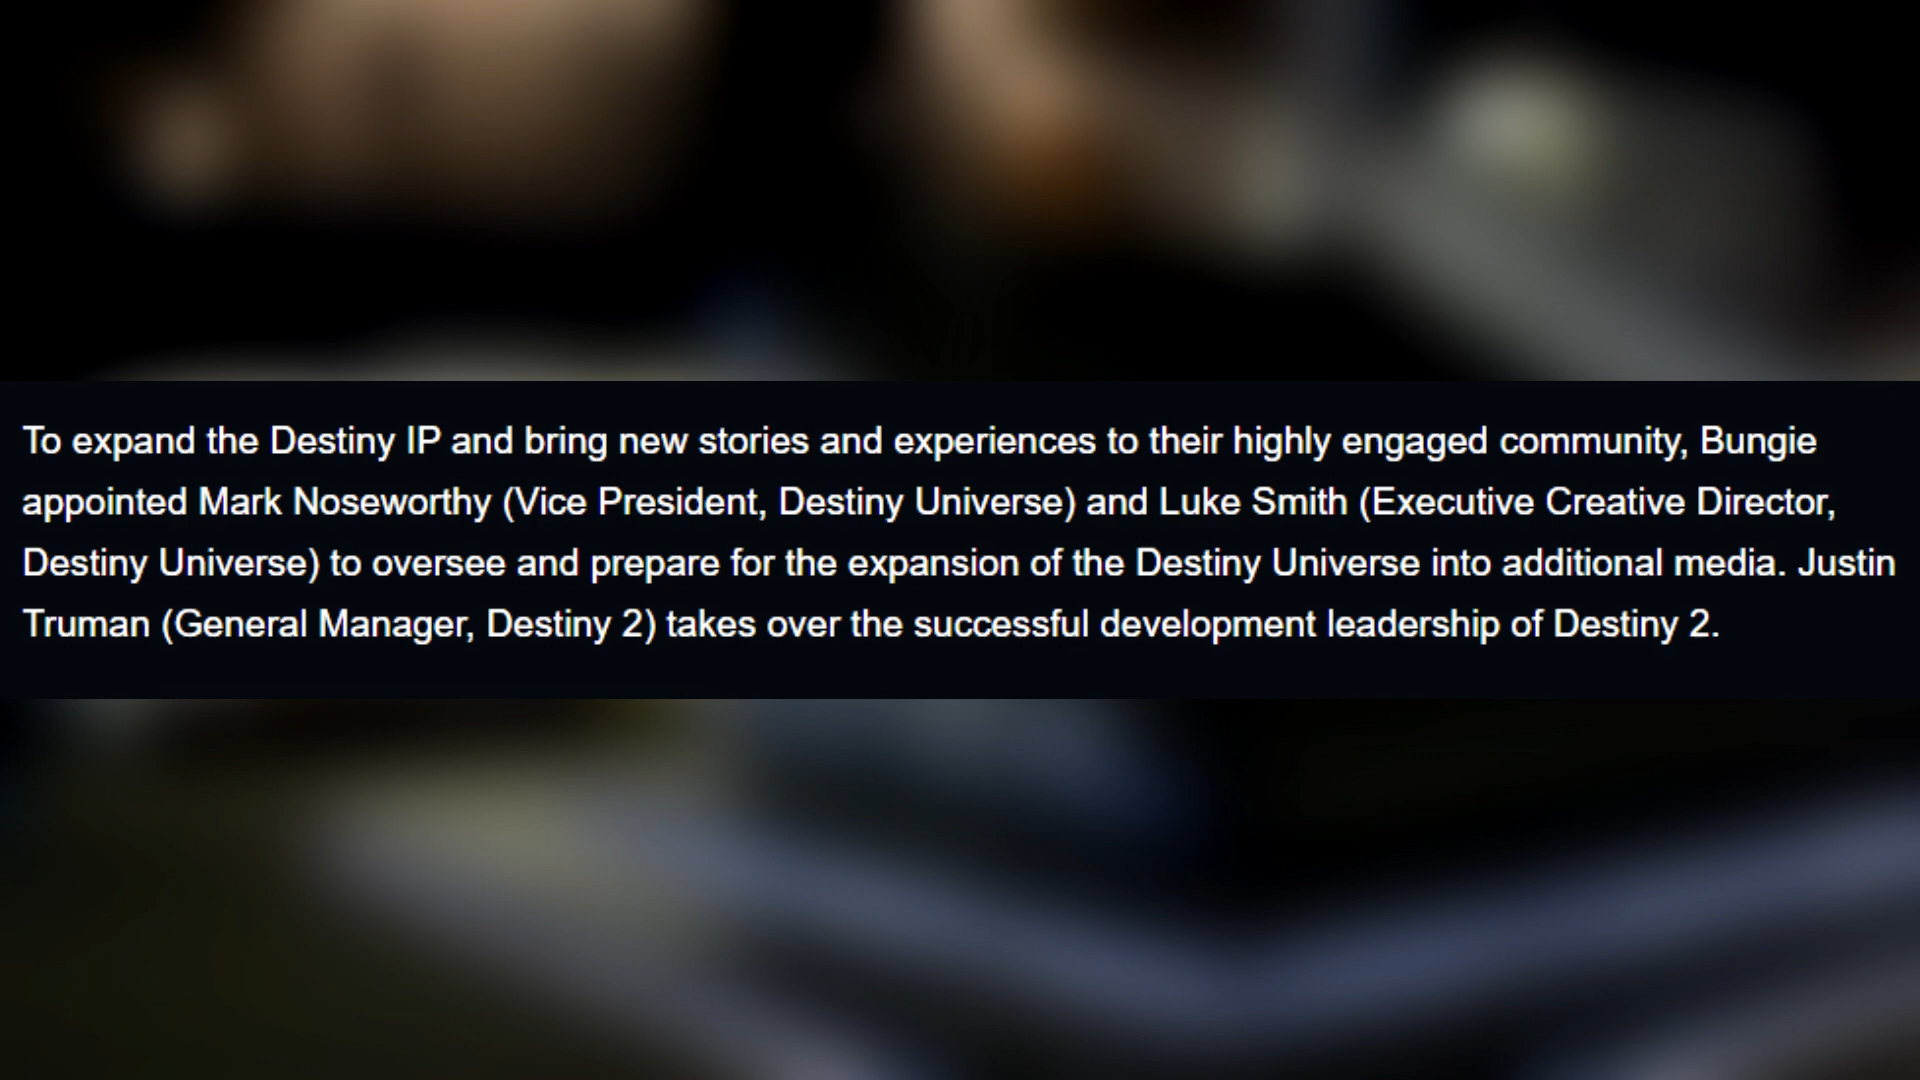 To expand the Destiny IP and bring new stories and experiences to their highly engaged community, Bungie
appointed Mark Noseworthy (Vice President, Destiny Universe) and Luke Smith (Executive Creative Director,
Destiny Universe) to oversee and prepare for the expansion of the Destiny Universe into additional media. Justin
Truman (General Manager, Destiny 2) takes over the successful development leadership of Destiny 2.